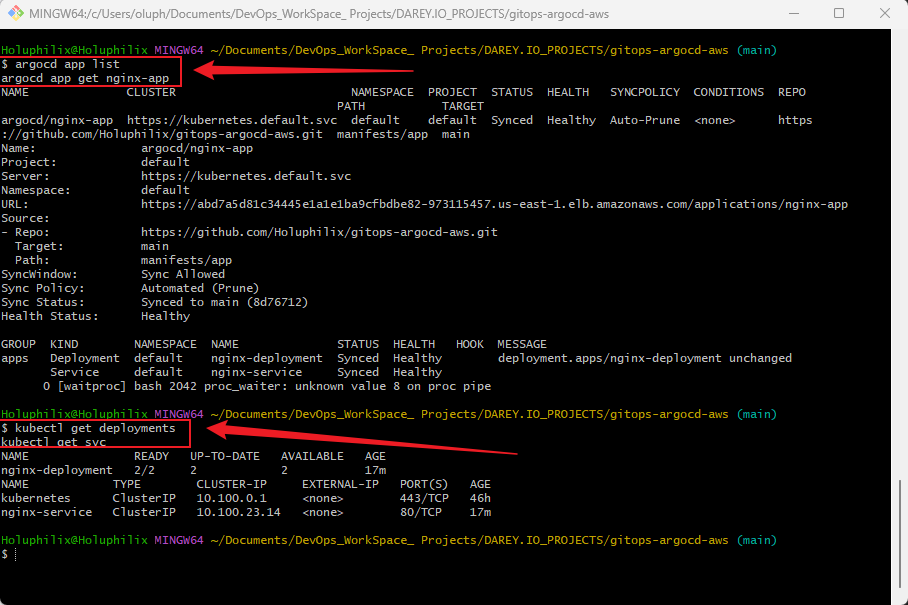 MINGW64:/c/Users/oluph/Documents/DevOps_WorkSpace_ Projects/DAREY.IO_PROJECTS/gitops-argocd-aws
Holuphilix@Holuphilix MINGW64 ~/Documents/DevOps_WorkSpace_ Projects/DAREY.IO_PROJECTS/gitops-argocd-aws (main)
$ argocd app list
argocd app get nginx-app
NAME CLUSTER NAMESPACE PROJECT STATUS HEALTH SYNCPOLICY CONDITIONS REPO
PATH TARGET
argocd/nginx-app https://kubernetes.default.svc default default Synced Healthy Auto-Prune <none> https
://github.com/Holuphilix/gitops-argocd-aws.git manifests/app main
Name: argocd/nginx-app
Project: default
Server: https://kubernetes.default.svc
Namespace: default
URL: https://abd7a5d81c34445e1a1e1ba9cfbdbe82-973115457.us-east-1.elb.amazonaws.com/applications/nginx-app
Source:
- Repo: https://github.com/Holuphilix/gitops-argocd-aws.git
Target: main
Path: manifests/app
SyncWindow: Sync Allowed
Sync Policy: Automated (Prune)
Sync Status: Synced to main (8d76712)
Health Status: Healthy
GROUP KIND NAMESPACE NAME STATUS HEALTH HOOK MESSAGE
apps Deployment default nginx-deployment Synced Healthy deployment.apps/nginx-deployment unchanged
Service default nginx-service Synced Healthy
0 [waitproc] bash 2042 proc_waiter: unknown value 8 on proc pipe
Holuphilix@Holuphilix MINGW64 ~/Documents/DevOps_WorkSpace_ Projects/DAREY.IO_PROJECTS/gitops-argocd-aws (main)
$ kubectl get deployments
kubectl get svc
NAME READY UP-TO-DATE AVAILABLE AGE
nginx-deployment 2/2 2 2 17m
NAME TYPE CLUSTER-IP EXTERNAL-IP PORT(S) AGE
kubernetes ClusterIP 10.100.0.1 <none> 443/TCP 46h
nginx-service ClusterIP 10.100.23.14 <none> 80/TCP 17m
Holuphilix@Holuphilix MINGW64 ~/Documents/DevOps_WorkSpace_ Projects/DAREY.IO_PROJECTS/gitops-argocd-aws (main)
$